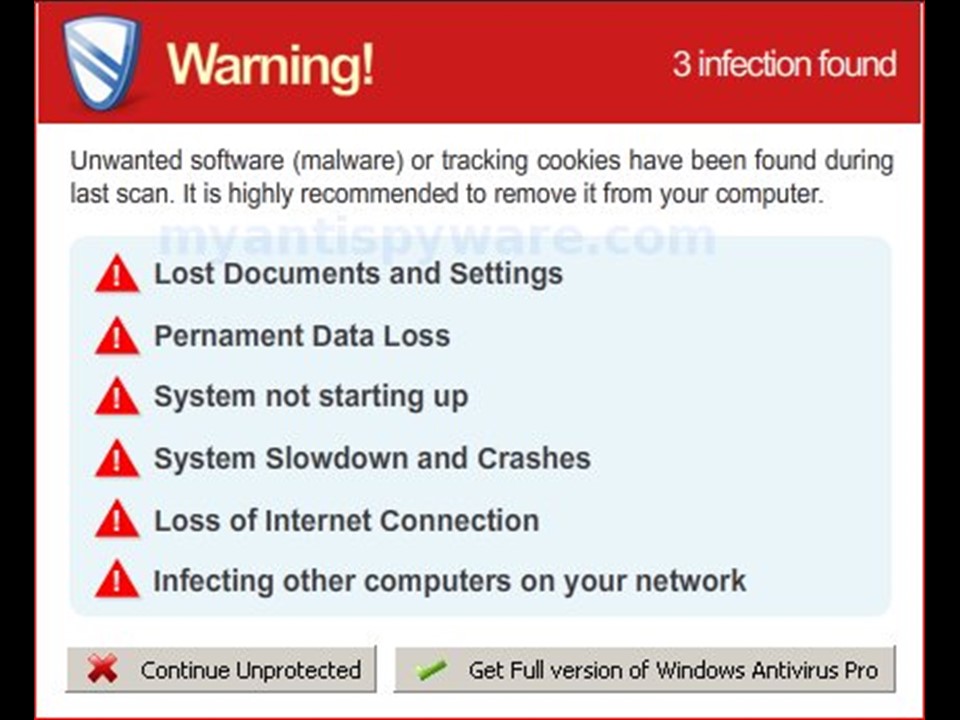 Warning!
3 infection found
Unwanted software (malware) or tracking cookies have been found during
last scan. It is highly recommended to remove it from your computer.
myantispyware.com
Lost Documents and Settings
Pernament Data Loss
System not starting up
System Slowdown and Crashes
Loss of Internet Connection
Infecting other computers on your network
Continue Unprotected
Get Full version of Windows Antivirus Pro